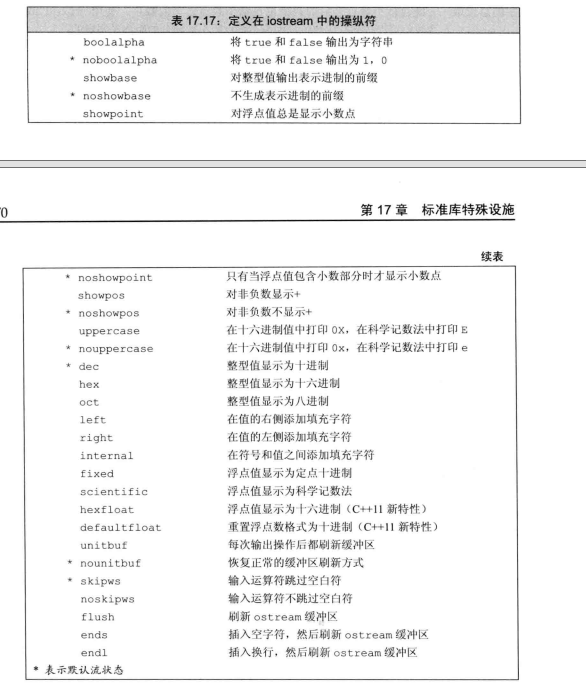 表 17.17：定义在 iostream 中的操纵符
boolalpha 将 true 和 false 输出为字符串
* noboolalpha 将 true 和 false 输出为 1，0
showbase 对整型值输出表示进制的前缀
* noshowbase 不生成表示进制的前缀
showpoint 对浮点值总是显示小数点
0 第 17 章 标准库特殊设施
续表
* noshowpoint 只有当浮点值包含小数部分时才显示小数点
showpos 对非负数显示+
* noshowpos 对非负数不显示+
uppercase 在十六进制值中打印 0X，在科学记数法中打印 E
* nouppercase 在十六进制值中打印 0x，在科学记数法中打印 e
* dec 整型值显示为十进制
hex 整型值显示为十六进制
oct 整型值显示为八进制
left 在值的右侧添加填充字符
right 在值的左侧添加填充字符
internal 在符号和值之间添加填充字符
fixed 浮点值显示为定点十进制
scientific 浮点值显示为科学记数法
hexfloat 浮点值显示为十六进制（C++11 新特性）
defaultfloat 重置浮点数格式为十进制（C++11 新特性）
unitbuf 每次输出操作后都刷新缓冲区
* nounitbuf 恢复正常的缓冲区刷新方式
* skipws 输入运算符跳过空白符
noskipws 输入运算符不跳过空白符
flush 刷新 ostream 缓冲区
ends 插入空字符，然后刷新 ostream 缓冲区
endl 插入换行，然后刷新 ostream 缓冲区
* 表示默认流状态